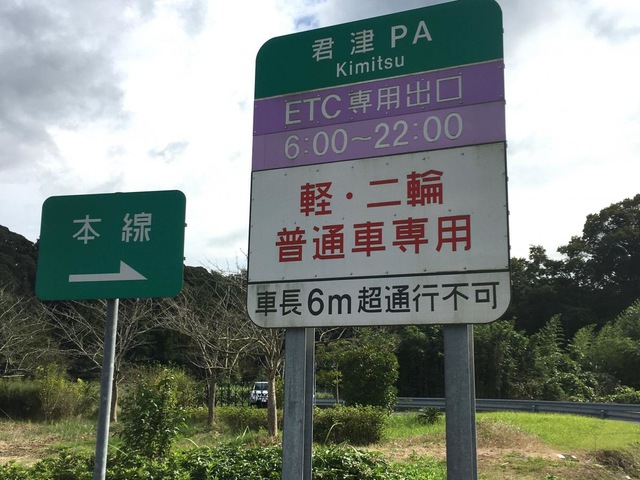 君津PA
Kimitsu
ETC専用出口
6:00～22:00
軽・二輪
普通車専用
車長6m超通行不可
本線